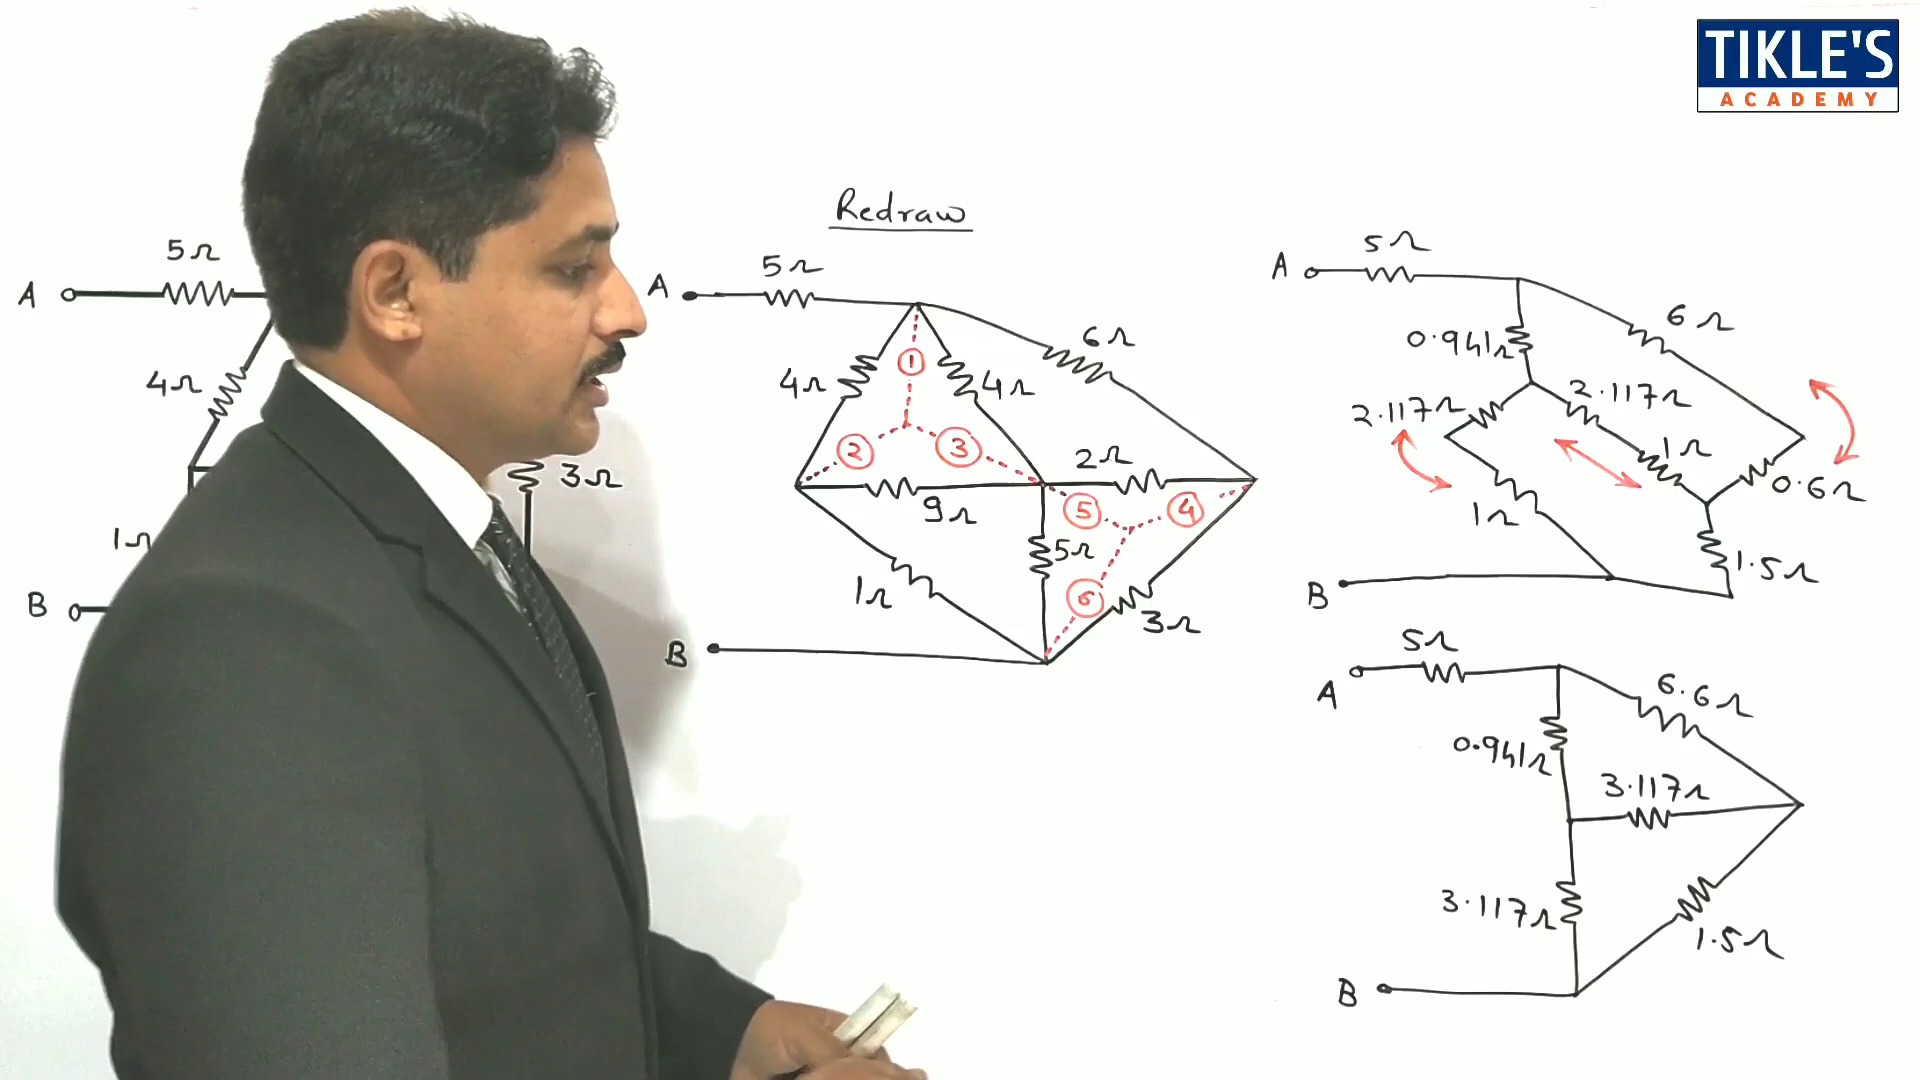 TIKLE'S
ACADEMY
5Ω
A
4Ω
3Ω
1Ω
B
Redraw
A
5Ω
6Ω
4Ω
1
4Ω
2
3
2Ω
9Ω
5
4
5Ω
1Ω
6
3Ω
B
A
5Ω
6Ω
0.941Ω
2.117Ω
2.117Ω
1Ω
0.6Ω
1Ω
1.5Ω
B
5Ω
A
6.6Ω
0.941Ω
3.117Ω
3.117Ω
1.5Ω
B